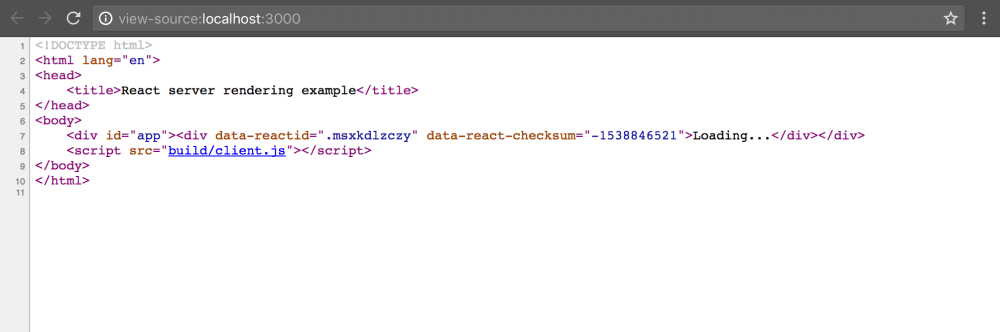 view-source:localhost:3000
1 <!DOCTYPE html>
2 <html lang="en">
3 <head>
4 <title>React server rendering example</title>
5 </head>
6 <body>
7 <div id="app"><div data-reactid=".msxkdlzczy" data-react-checksum="-1538846521">Loading...</div></div>
8 <script src="build/client.js"></script>
9 </body>
10 </html>
11